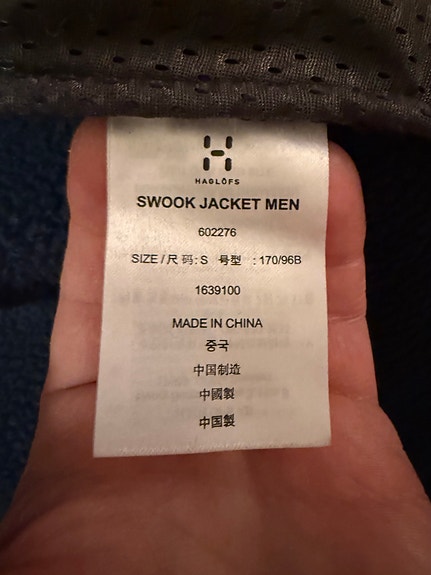 HAGLÖFS
SWOOK JACKET MEN
602276
SIZE / 尺 码: S 号型 : 170/96B
1639100
MADE IN CHINA
중국
中国制造
中國製
中国製